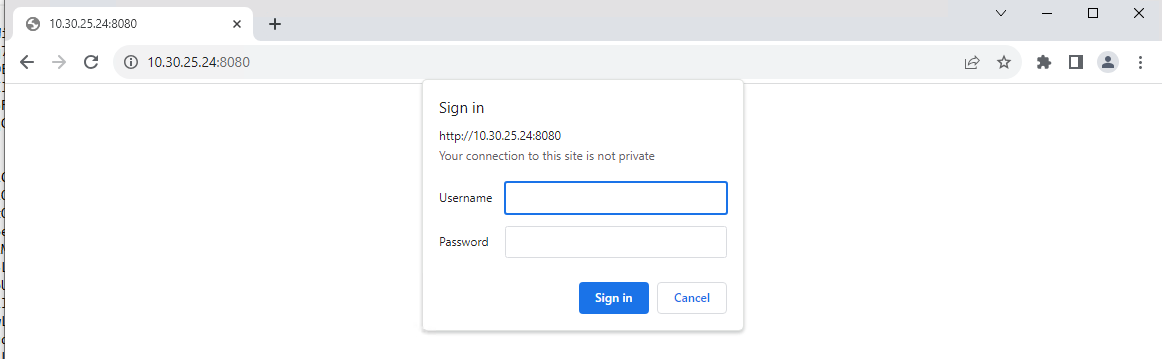 10.30.25.24:8080
10.30.25.24:8080
Sign in
http://10.30.25.24:8080
Your connection to this site is not private
Username
Password
Sign in
Cancel